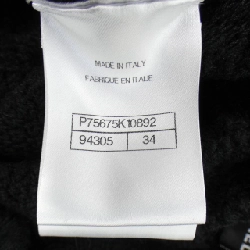 MADE IN ITALY
FABRIQUE EN ITALIE
P75675K10892
94305 34